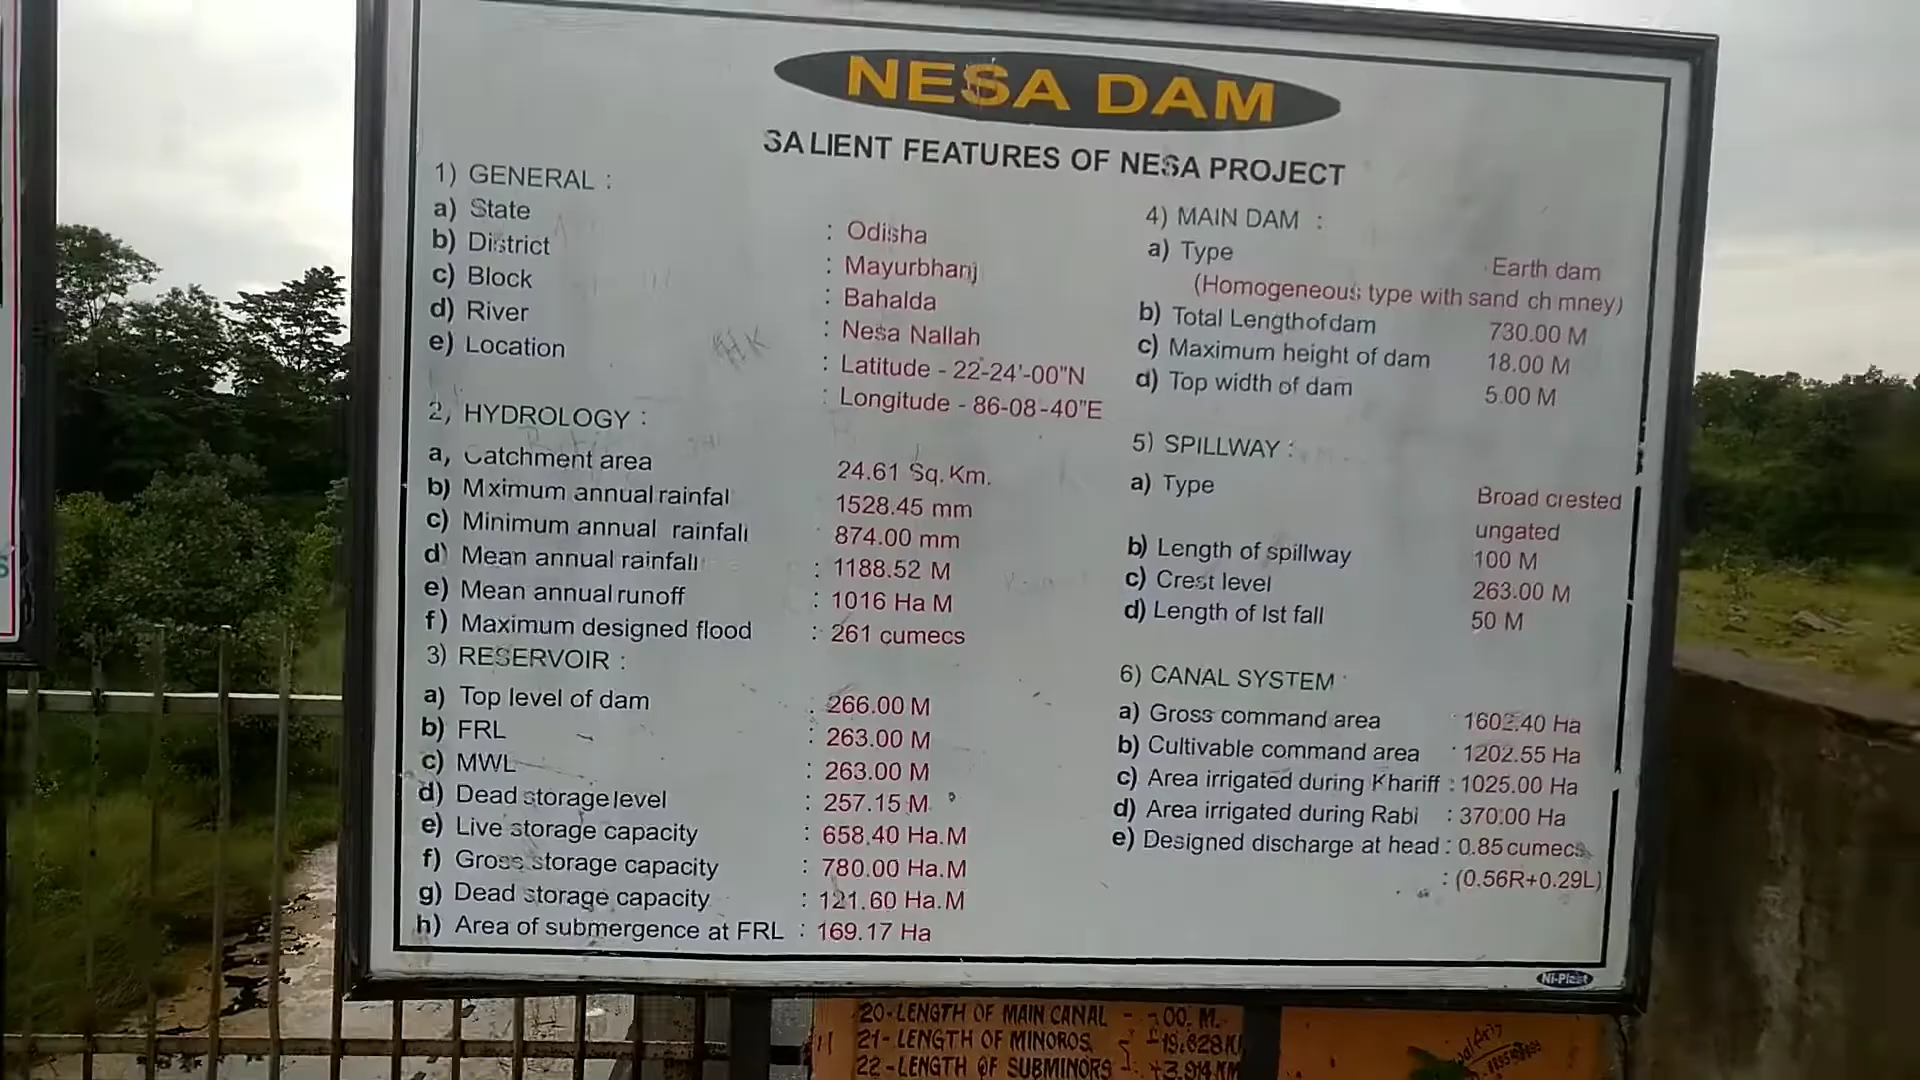 NESA DAM
SALIENT FEATURES OF NESA PROJECT
1) GENERAL :
a) State : Odisha
b) District : Mayurbhanj
c) Block : Bahalda
d) River : Nesa Nallah
e) Location : Latitude - 22-24'-00"N
: Longitude - 86-08-40"E
2, HYDROLOGY :
a, Catchment area 24.61 Sq. Km.
b) Mximum annual rainfal 1528.45 mm
c) Minimum annual rainfall : 874.00 mm
d) Mean annual rainfall : 1188.52 M
e) Mean annual runoff : 1016 Ha M
f) Maximum designed flood : 261 cumecs
3) RESERVOIR :
a) Top level of dam : 266.00 M
b) FRL : 263.00 M
c) MWL : 263.00 M
d) Dead storage level : 257.15 M
e) Live storage capacity : 658.40 Ha.M
f) Gross storage capacity : 780.00 Ha.M
g) Dead storage capacity : 121.60 Ha.M
h) Area of submergence at FRL : 169.17 Ha
4) MAIN DAM :
a) Type Earth dam
(Homogeneous type with sand ch mney)
b) Total Length of dam 730.00 M
c) Maximum height of dam 18.00 M
d) Top width of dam 5.00 M
5) SPILLWAY :
a) Type Broad crested
ungated
b) Length of spillway 100 M
c) Crest level 263.00 M
d) Length of Ist fall 50 M
6) CANAL SYSTEM
a) Gross command area : 1602.40 Ha
b) Cultivable command area : 1202.55 Ha
c) Area irrigated during Khariff : 1025.00 Ha
d) Area irrigated during Rabi : 370.00 Ha
e) Designed discharge at head : 0.85 cumecs
: (0.56R+0.29L)
Ni-Plast
20-LENGTH OF MAIN CANAL - 00. M.
21- LENGTH OF MINOROS
22-LENGTH OF SUBMINORS